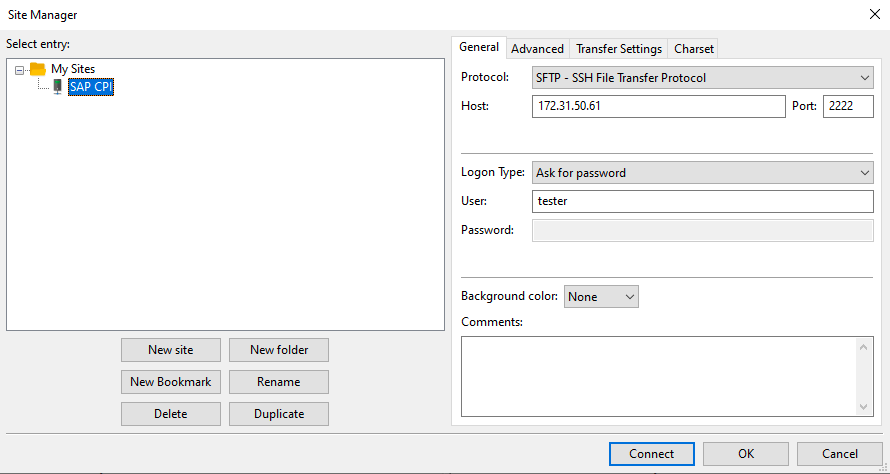 Site Manager
Select entry:
My Sites
SAP CPI
New site
New folder
New Bookmark
Rename
Delete
Duplicate
General
Advanced
Transfer Settings
Charset
Protocol: SFTP - SSH File Transfer Protocol
Host: 172.31.50.61 Port: 2222
Logon Type: Ask for password
User: tester
Password:
Background color: None
Comments:
Connect
OK
Cancel